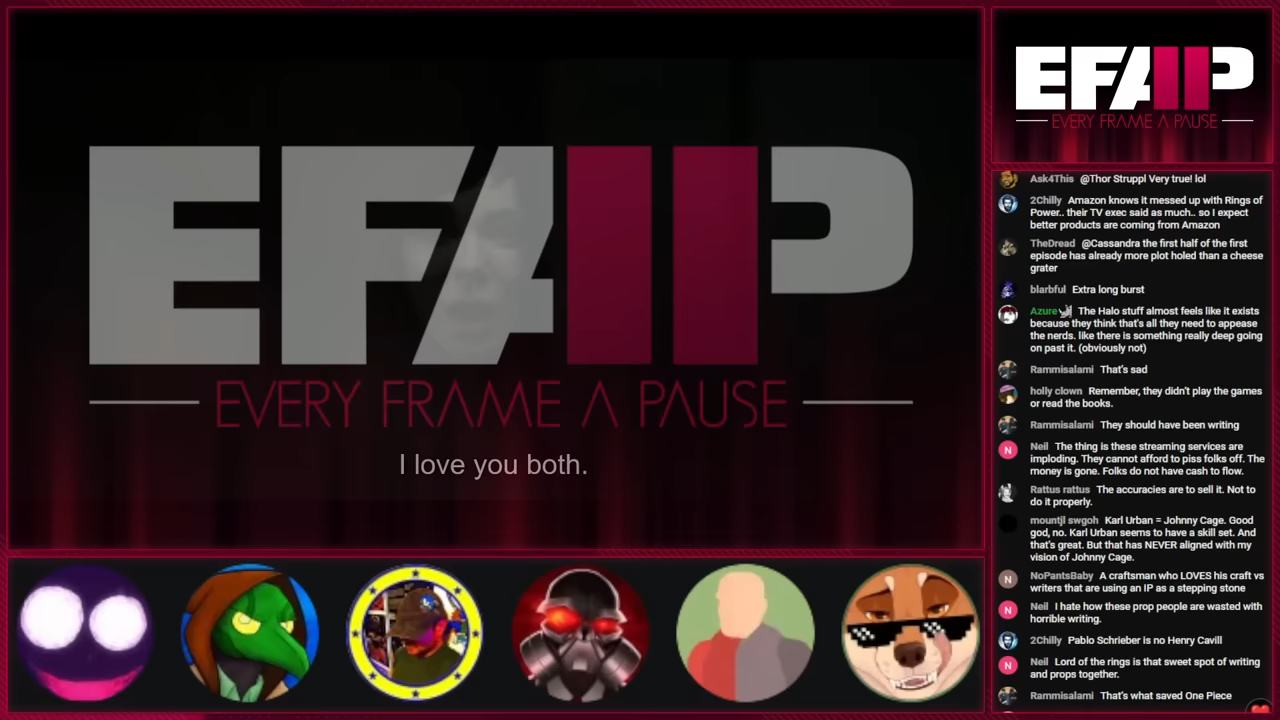 EFAP
EVERY FRAME A PAUSE
I love you both.
EFAP
EVERY FRAME A PAUSE
Ask4This @Thor Struppl Very true! lol
2Chilly Amazon knows it messed up with Rings of
Power.. their TV exec said as much.. so I expect
better products are coming from Amazon
TheDread @Cassandra the first half of the first
episode has already more plot holed than a cheese
grater
blarbful Extra long burst
Azure The Halo stuff almost feels like it exists
because they think that's all they need to appease
the nerds. like there is something really deep going
on past it. (obviously not)
Rammisalami That's sad
holly clown Remember, they didn't play the games
or read the books.
Rammisalami They should have been writing
N
Neil The thing is these streaming services are
imploding. They cannot afford to piss folks off. The
money is gone. Folks do not have cash to flow.
Rattus rattus The accuracies are to sell it. Not to
do it properly.
mountjl swgoh Karl Urban = Johnny Cage. Good
god, no. Karl Urban seems to have a skill set. And
that's great. But that has NEVER aligned with my
vision of Johnny Cage.
N
NoPantsBaby A craftsman who LOVES his craft vs
writers that are using an IP as a stepping stone
N
Neil I hate how these prop people are wasted with
horrible writing.
2Chilly Pablo Schrieber is no Henry Cavill
N
Neil Lord of the rings is that sweet spot of writing
and props together.
Rammisalami That's what saved One Piece